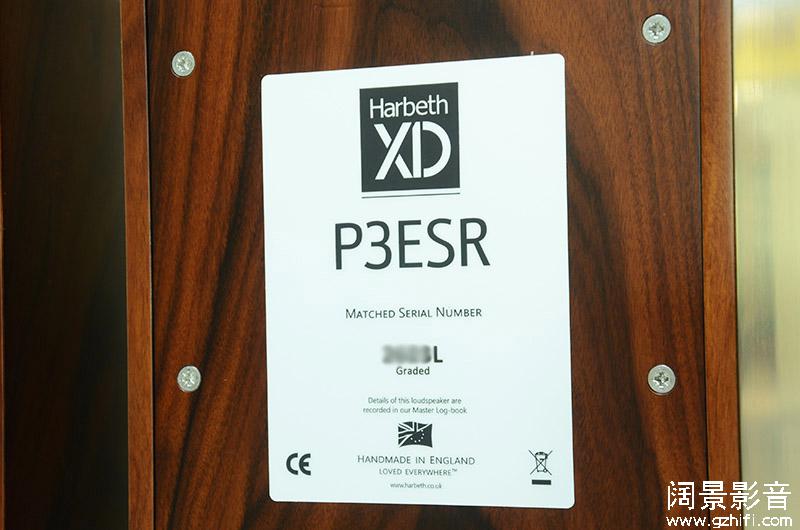 Harbeth
XD
P3ESR
MATCHED SERIAL NUMBER
L
Graded
Details of this loudspeaker are
recorded in our Master Log-book
HANDMADE IN ENGLAND
LOVED EVERYWHERE™
www.harbeth.co.uk
CE
阔景影音
www.gzhifi.com